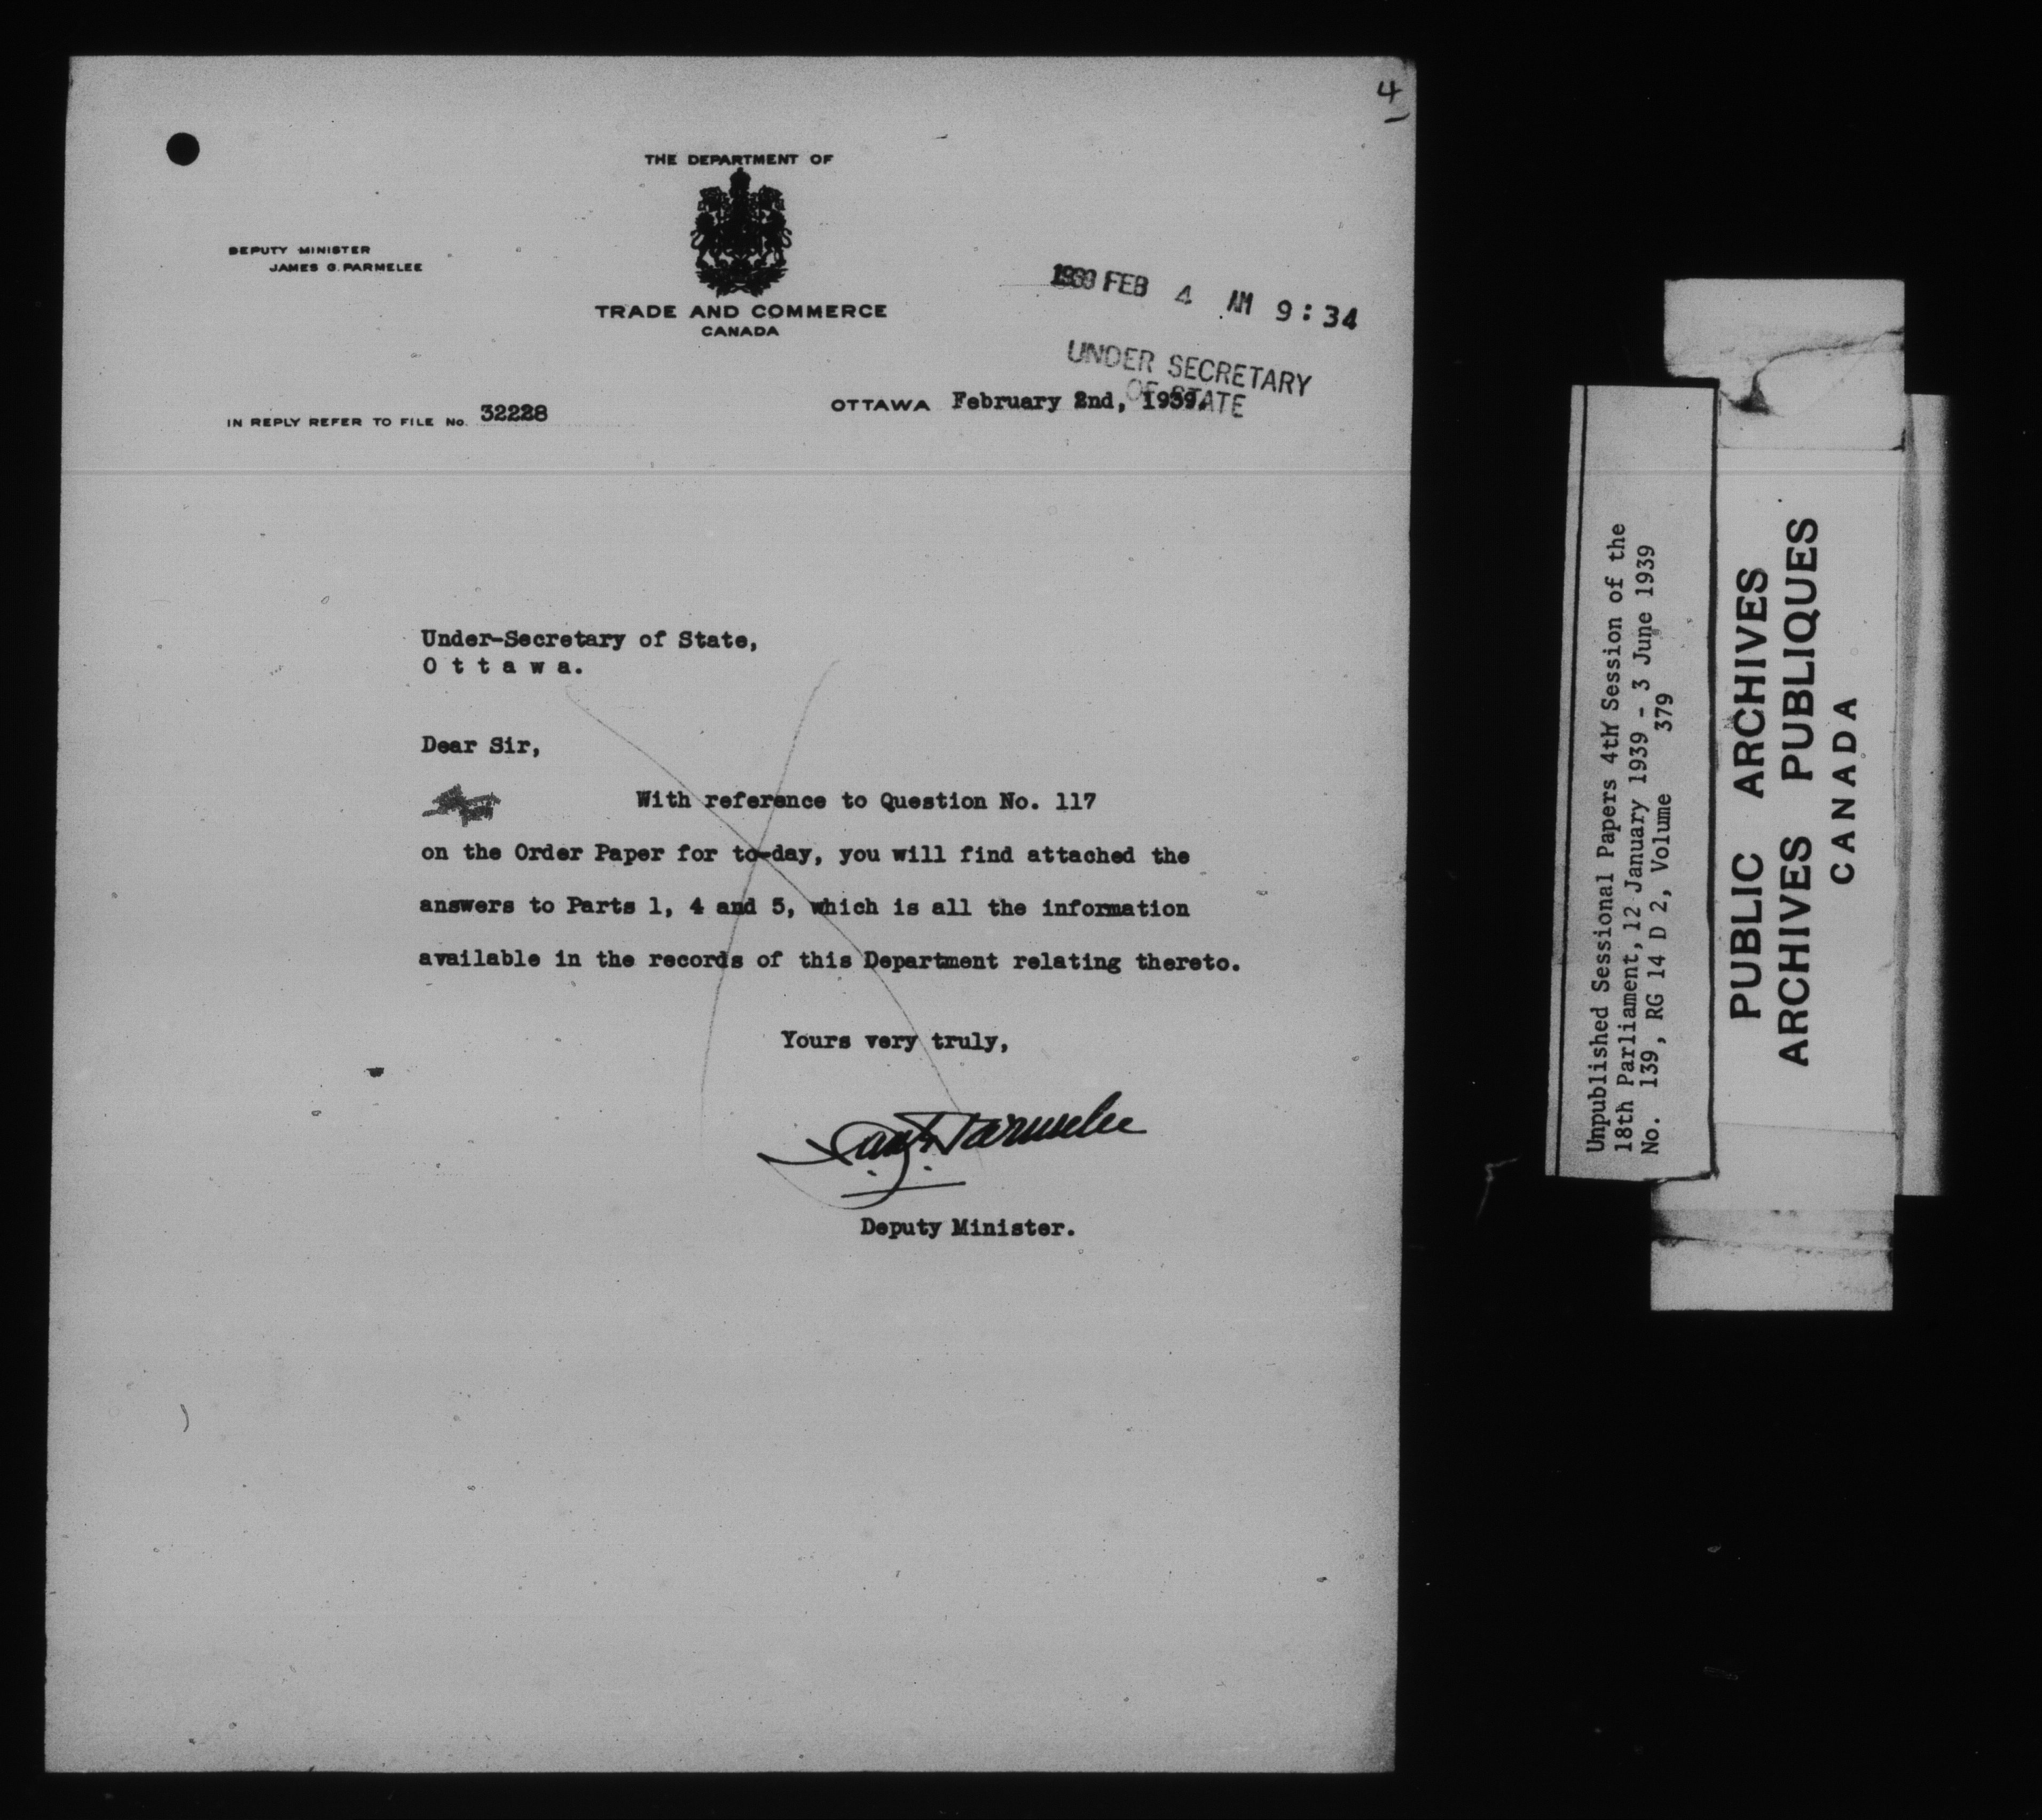 4
THE DEPARTMENT OF
DEPUTY MINISTER
JAMES G. PARMELEE
TRADE AND COMMERCE
CANADA
1939 FEB 4 AM 9:34
UNDER SECRETARY
OF STATE
IN REPLY REFER TO FILE No. 32228
OTTAWA February 2nd, 1939.
Under-Secretary of State,
O t t a w a.
Dear Sir,
With reference to Question No. 117
on the Order Paper for to-day, you will find attached the
answers to Parts 1, 4 and 5, which is all the information
available in the records of this Department relating thereto.
Yours very truly,
Jas. G. Parmelee
Deputy Minister.
Unpublished Sessional Papers 4th Session of the
18th Parliament, 12 January 1939 - 3 June 1939
No. 139, RG 14 D 2, Volume 379
PUBLIC ARCHIVES
ARCHIVES PUBLIQUES
CANADA